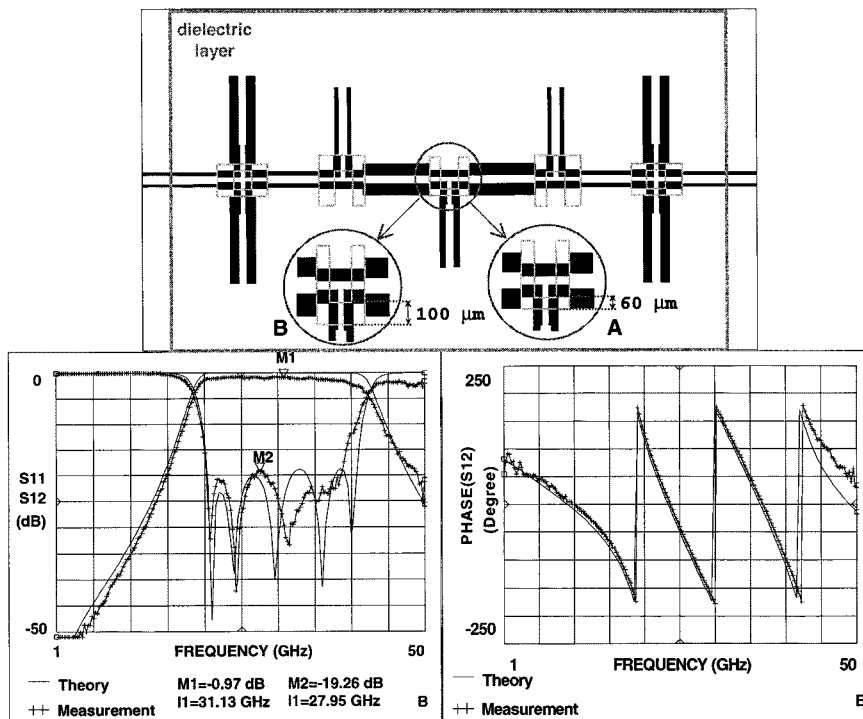 dielectric
layer
B
100 μm
60 μm
A
M1
0
M2
S11
S12
(dB)
-50
1
FREQUENCY (GHz)
50
Theory
M1=-0.97 dB
M2=-19.26 dB
Measurement
I1=31.13 GHz
I1=27.95 GHz
B
250
PHASE(S12)
(Degree)
-250
1
FREQUENCY (GHz)
50
Theory
Measurement